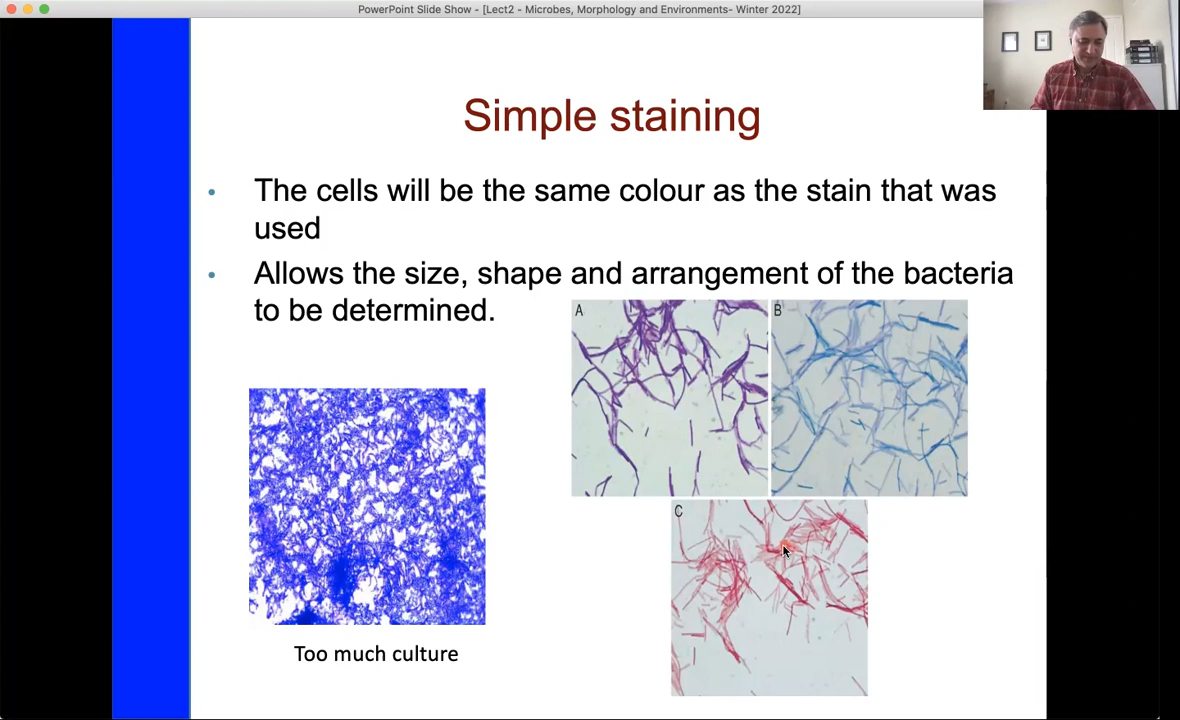 PowerPoint Slide Show - [Lect2 - Microbes, Morphology and Environments- Winter 2022]
Simple staining
• The cells will be the same colour as the stain that was
used
• Allows the size, shape and arrangement of the bacteria
to be determined.
A
B
C
Too much culture